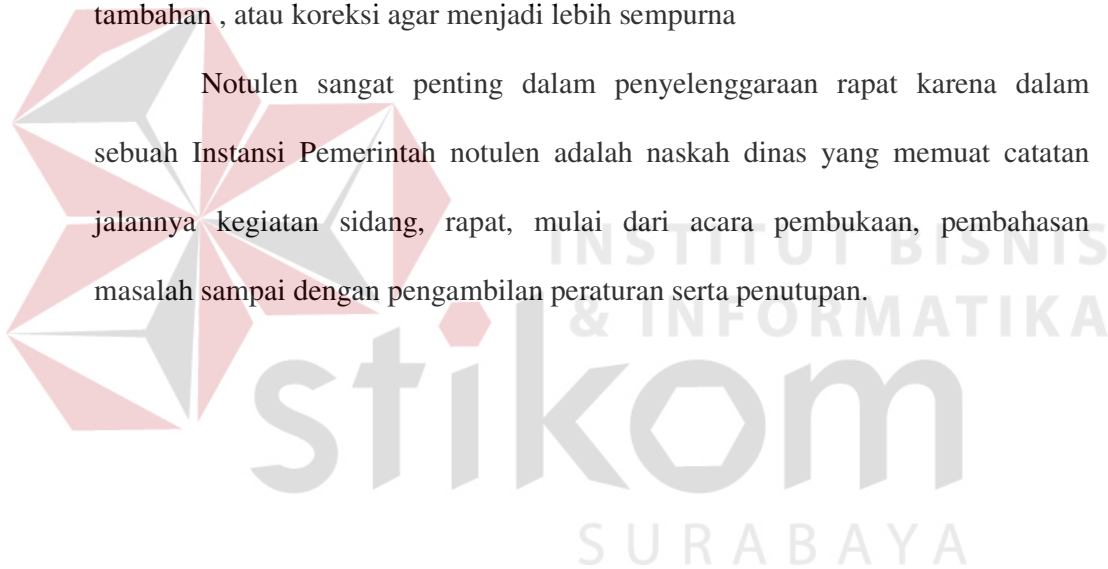 tambahan , atau koreksi agar menjadi lebih sempurna
Notulen sangat penting dalam penyelenggaraan rapat karena dalam
sebuah Instansi Pemerintah notulen adalah naskah dinas yang memuat catatan
jalannya kegiatan sidang, rapat, mulai dari acara pembukaan, pembahasan
masalah sampai dengan pengambilan peraturan serta penutupan.
INSTITUT BISNIS
& INFORMATIKA
stikom
SURABAYA